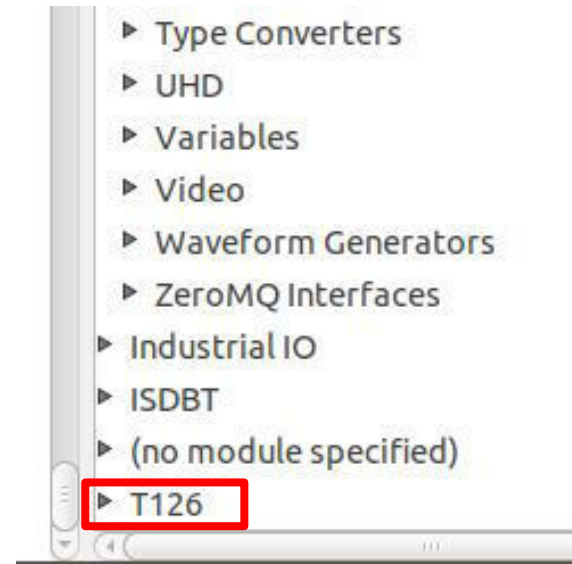 Type Converters
UHD
Variables
Video
Waveform Generators
ZeroMQ Interfaces
Industrial IO
ISDBT
(no module specified)
T126